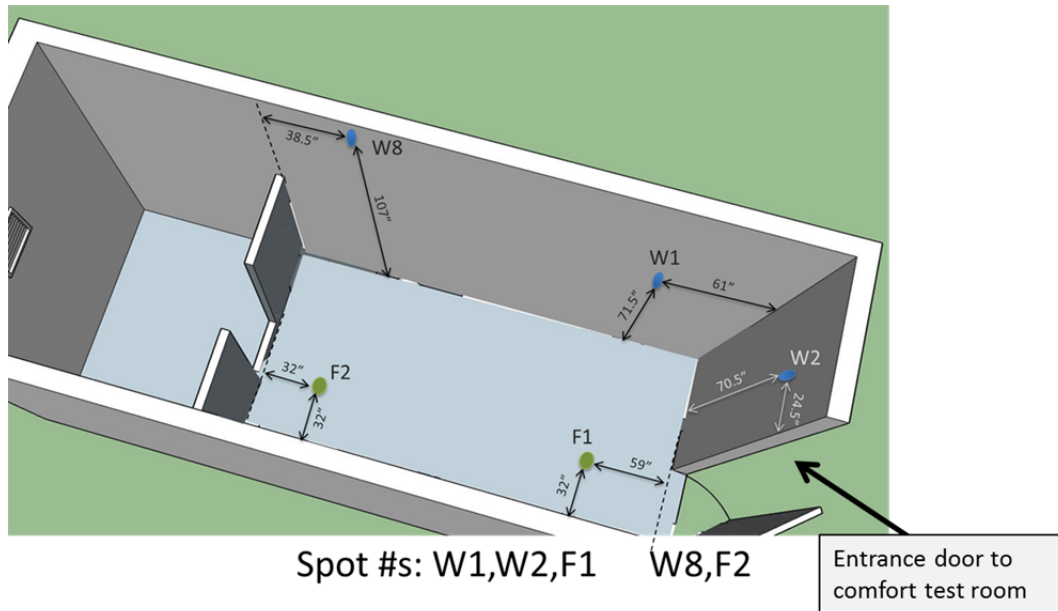 38.5”
W8
107”
W1
61”
71.5”
W2
70.5”
24.5”
32”
F2
32”
F1
59”
32”
Spot #s: W1,W2,F1 W8,F2
Entrance door to
comfort test room